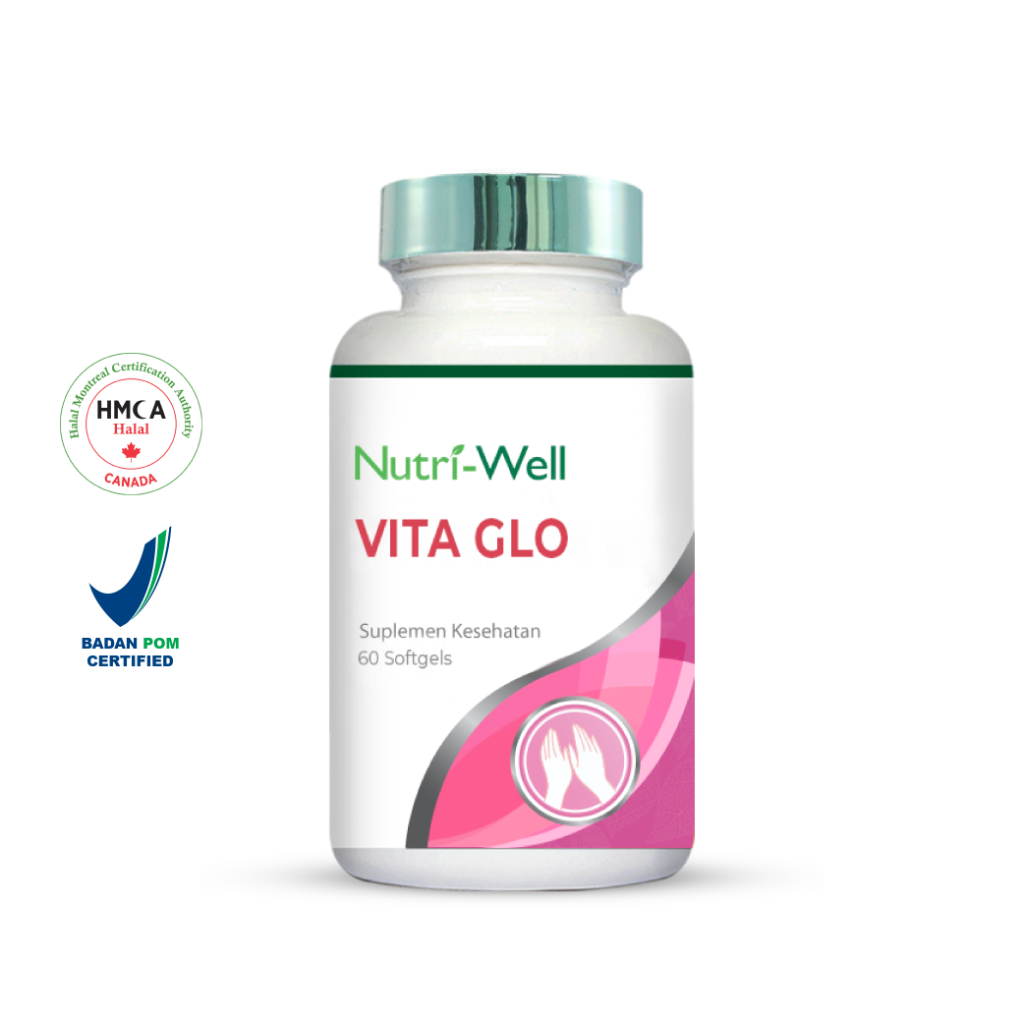 Halal Montreal Certification Authority
HMCA
Halal
CANADA
BADAN POM
CERTIFIED
Nutri-Well
VITA GLO
Suplemen Kesehatan
60 Softgels